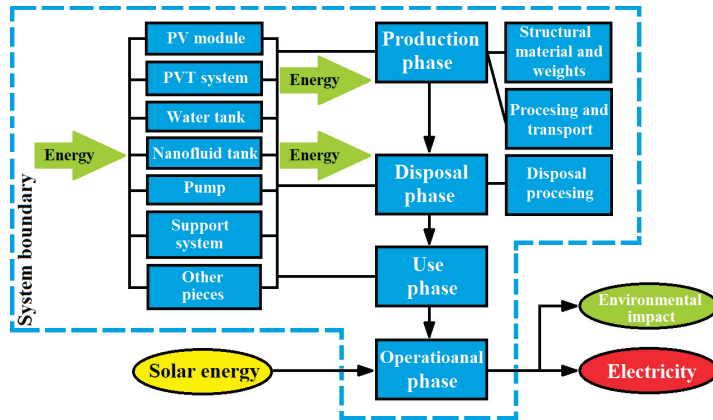 System boundary
Energy
PV module
PVT system
Water tank
Nanofluid tank
Pump
Support
system
Other
pieces
Energy
Energy
Production
phase
Structural
material and
weights
Procesing and
transport
Disposal
phase
Disposal
procesing
Use
phase
Solar energy
Operatioanal
phase
Environmental
impact
Electricity